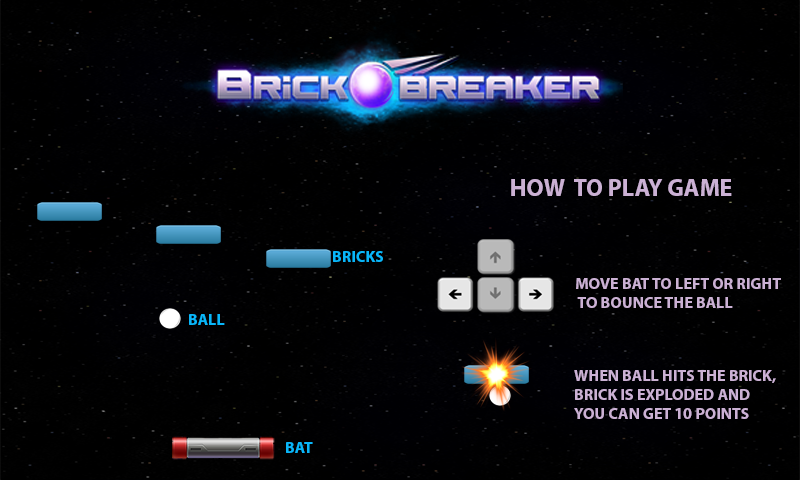 BRiCK BREAKER
HOW TO PLAY GAME
BRICKS
MOVE BAT TO LEFT OR RIGHT
TO BOUNCE THE BALL
BALL
WHEN BALL HITS THE BRICK,
BRICK IS EXPLODED AND
YOU CAN GET 10 POINTS
BAT